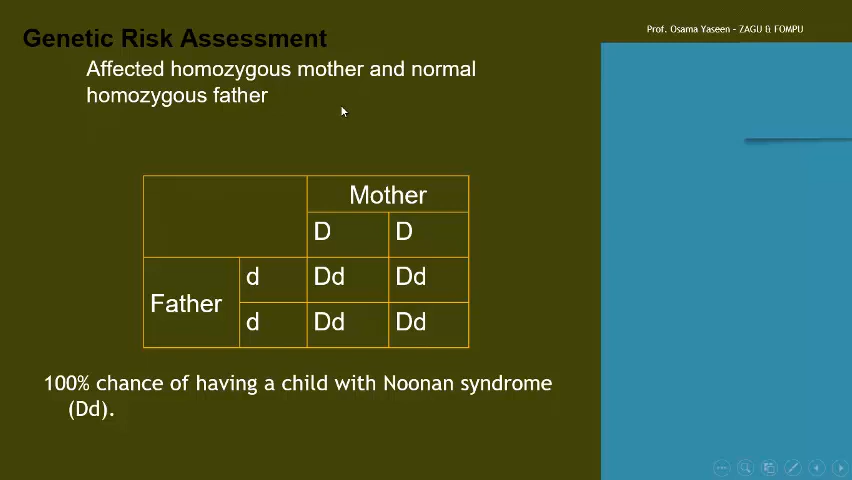 Genetic Risk Assessment
Prof. Osama Yaseen – ZAGU & FOMPU
Affected homozygous mother and normal
homozygous father
Mother
D D
Father
d Dd Dd
d Dd Dd
100% chance of having a child with Noonan syndrome
(Dd).